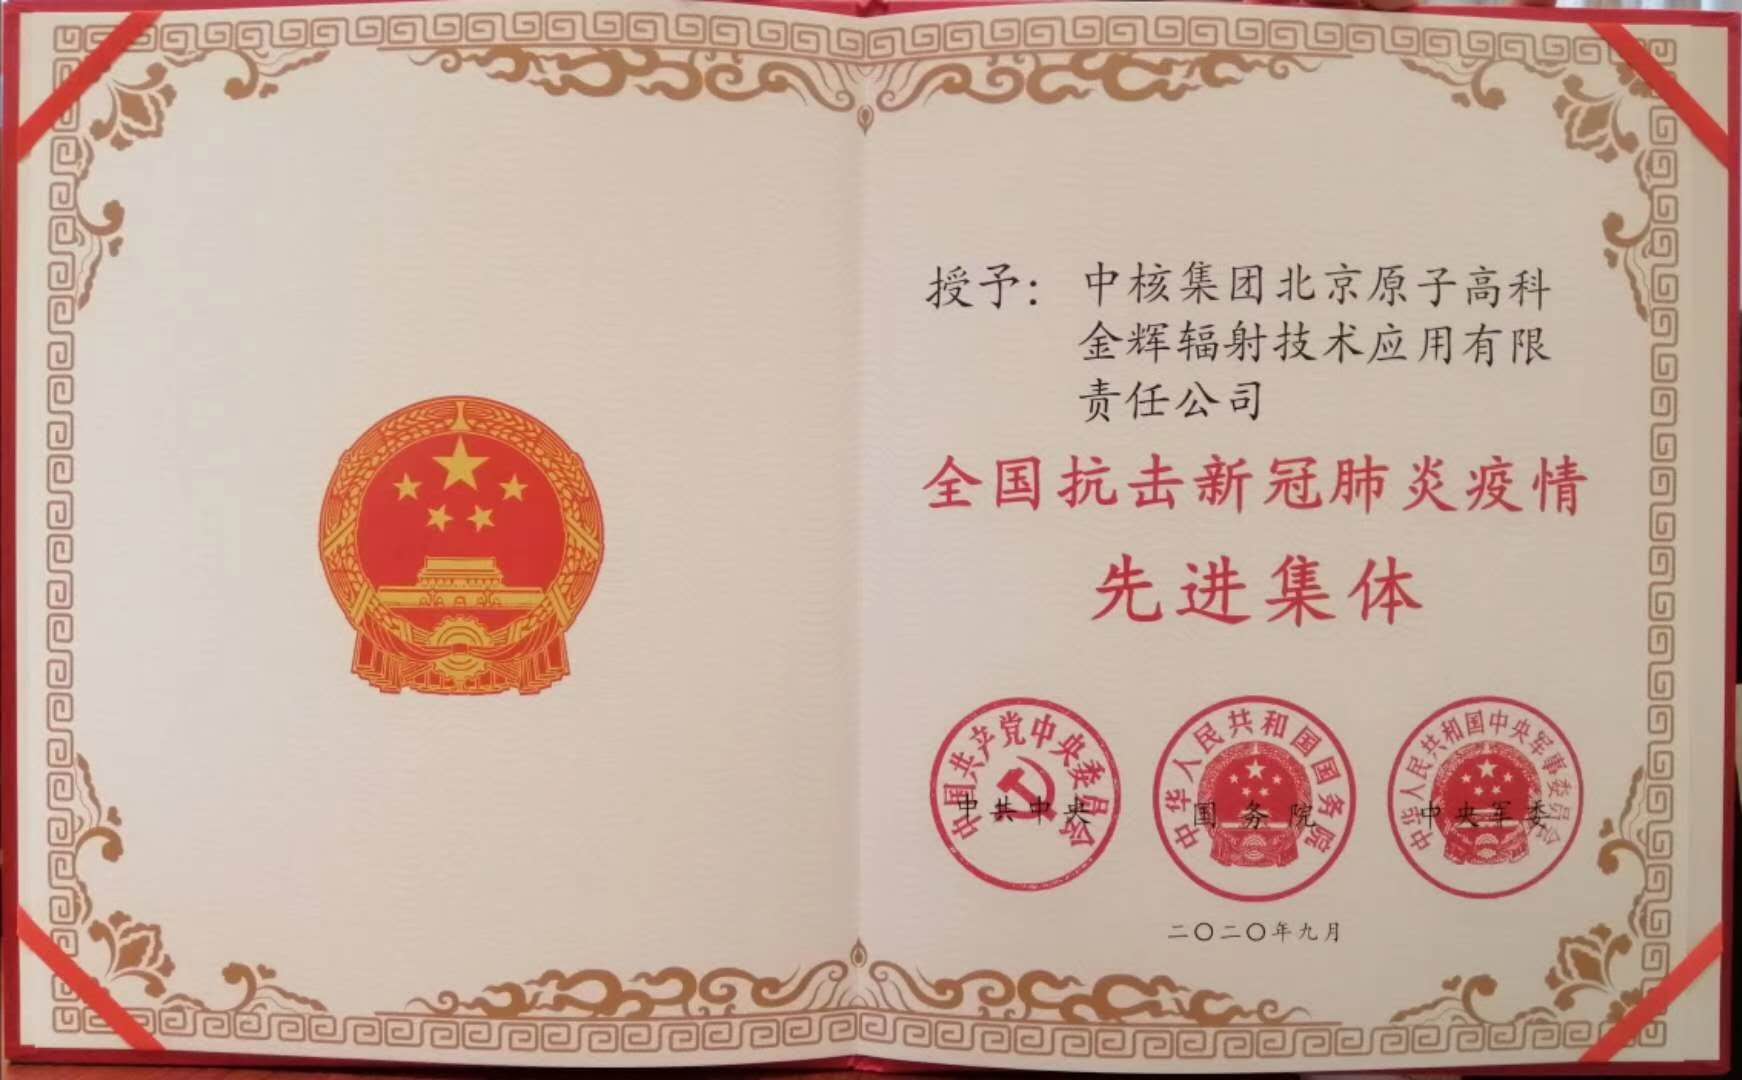 授予：中核集团北京原子高科
金辉辐射技术应用有限
责任公司
全国抗击新冠肺炎疫情
先进集体
中国共产党中央委员会
中共中央
中华人民共和国国务院
国务院
中华人民共和国中央军事委员会
中央军委
二〇二〇年九月